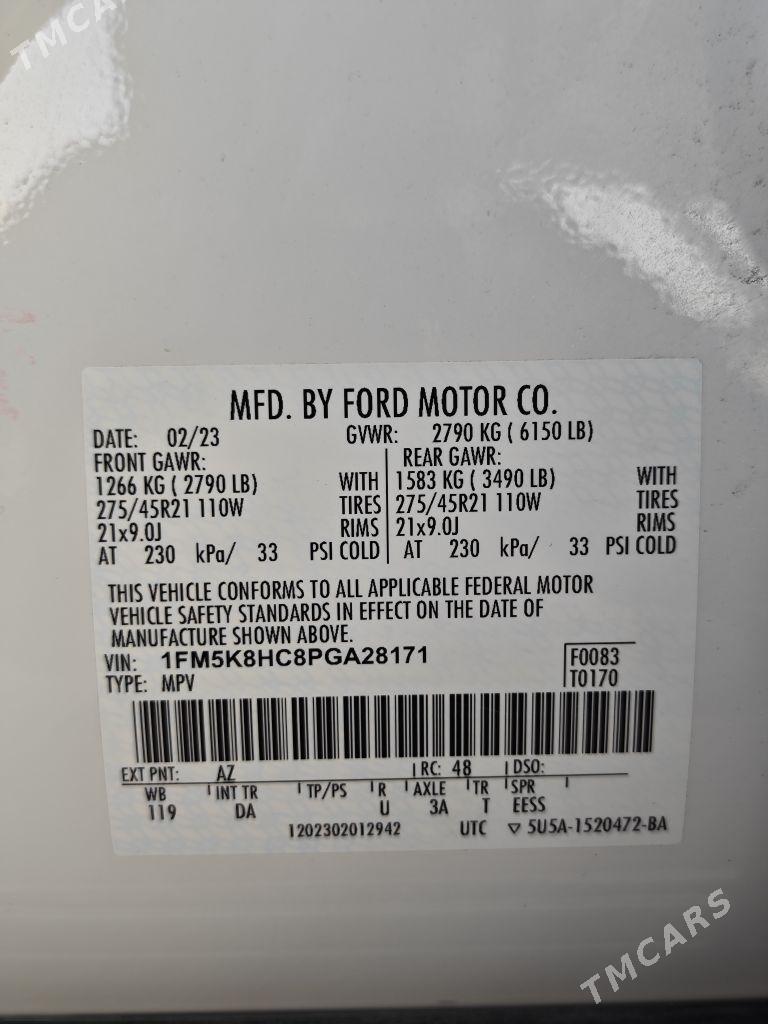 TMCARS
MFD. BY FORD MOTOR CO.
DATE: 02/23 GVWR: 2790 KG ( 6150 LB)
FRONT GAWR: REAR GAWR:
1266 KG ( 2790 LB) WITH 1583 KG ( 3490 LB) WITH
275/45R21 110W TIRES 275/45R21 110W TIRES
21x9.0J RIMS 21x9.0J RIMS
AT 230 kPa/ 33 PSI COLD AT 230 kPa/ 33 PSI COLD
THIS VEHICLE CONFORMS TO ALL APPLICABLE FEDERAL MOTOR
VEHICLE SAFETY STANDARDS IN EFFECT ON THE DATE OF
MANUFACTURE SHOWN ABOVE.
VIN: 1FM5K8HC8PGA28171 F0083
TYPE: MPV T0170
EXT PNT: AZ RC: 48 DSO:
WB INT TR TP/PS R AXLE TR SPR
119 DA U 3A T EESS
1202302012942 UTC ▽ 5U5A-1520472-BA
TMCARS